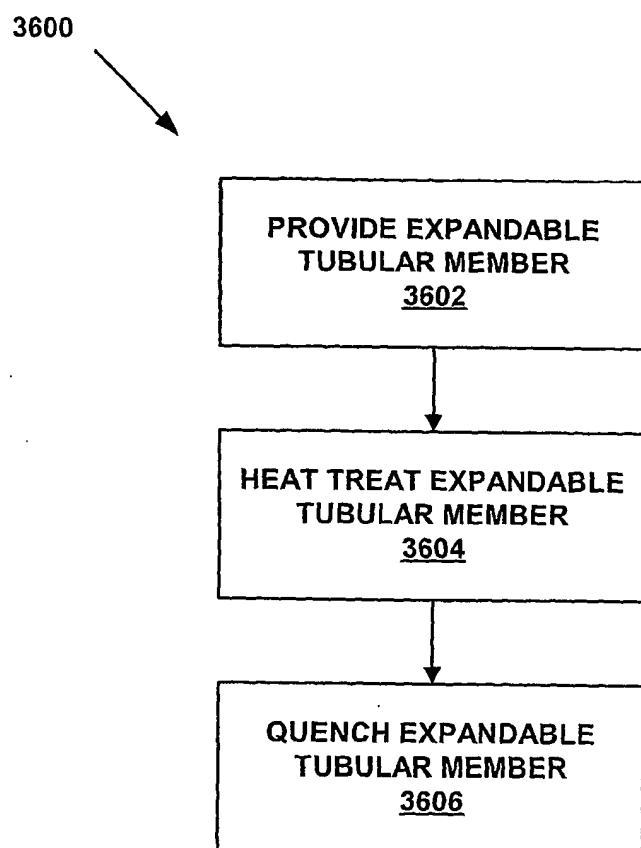 3600
PROVIDE EXPANDABLE
TUBULAR MEMBER
3602
HEAT TREAT EXPANDABLE
TUBULAR MEMBER
3604
QUENCH EXPANDABLE
TUBULAR MEMBER
3606